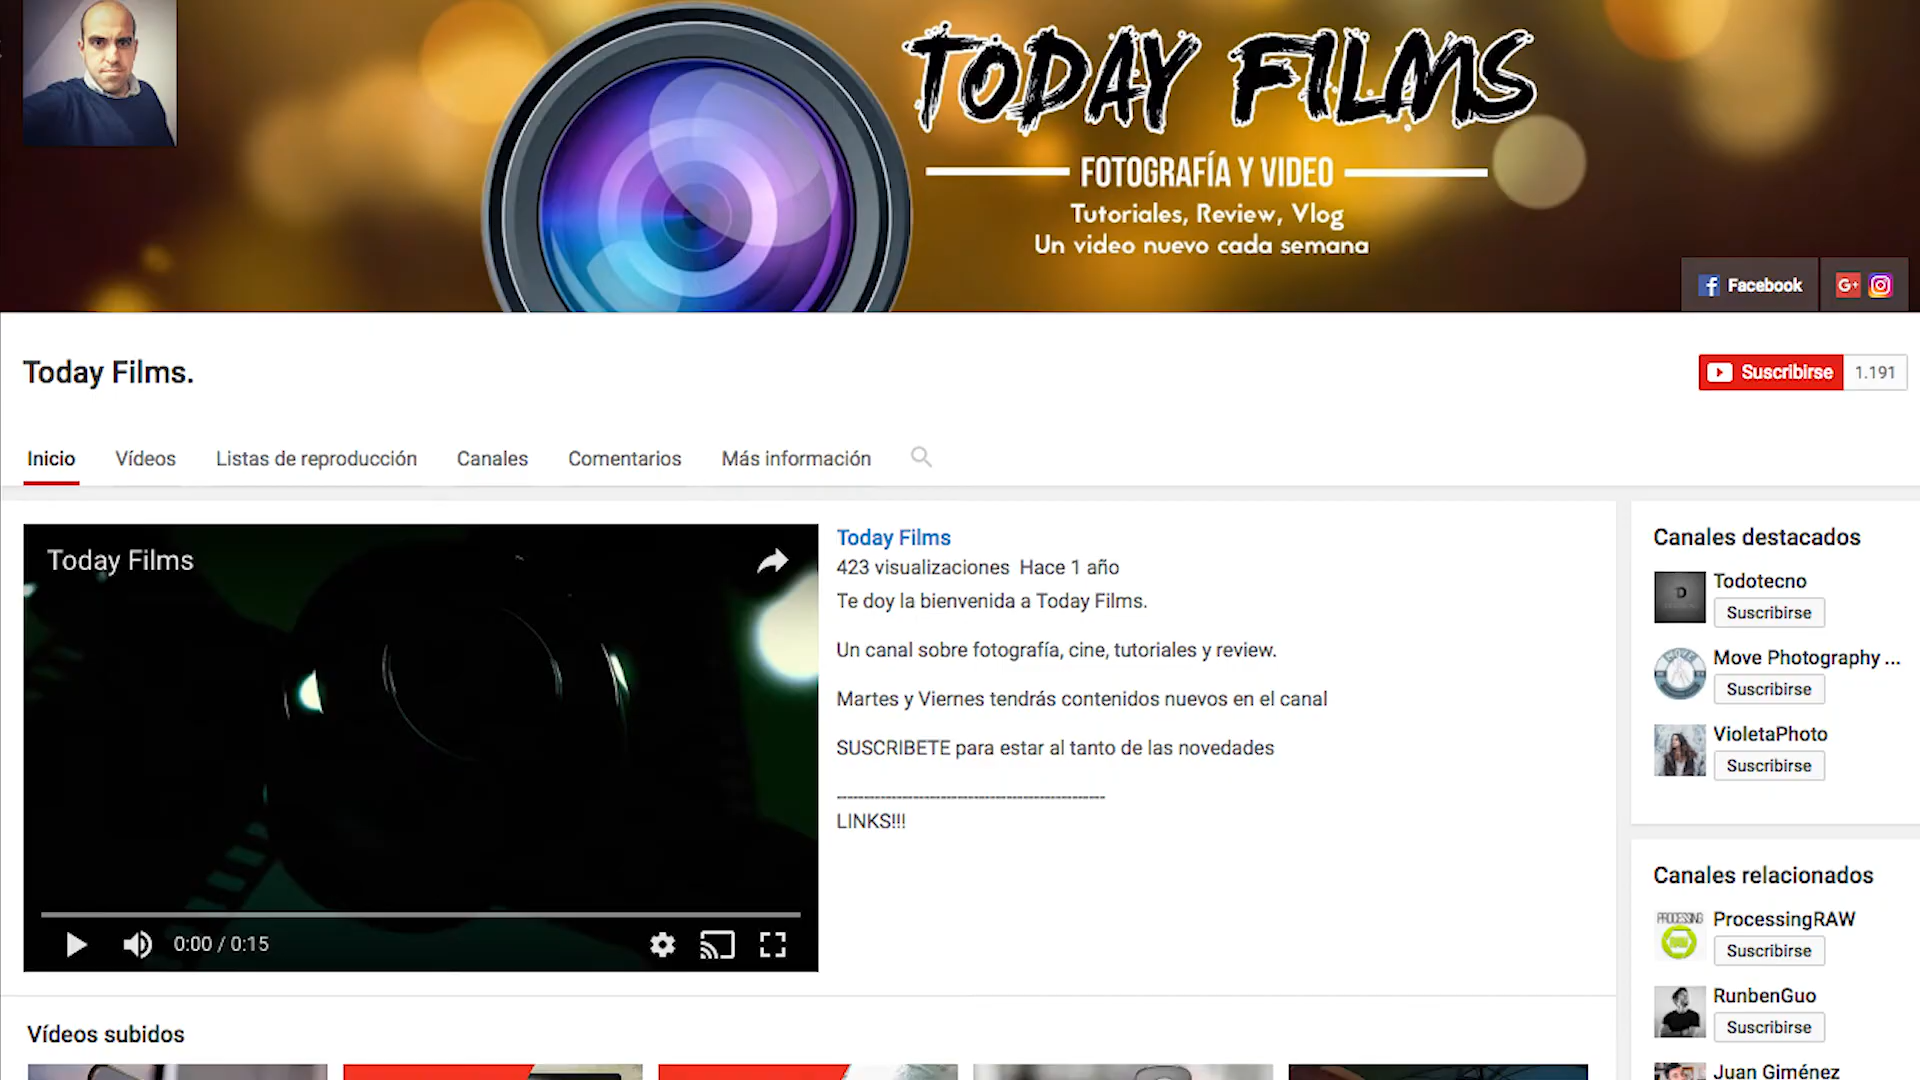 TODAY FILMS
FOTOGRAFÍA Y VIDEO
Tutoriales, Review, Vlog
Un video nuevo cada semana
Facebook
G+
Today Films.
Suscribirse 1.191
Inicio Vídeos Listas de reproducción Canales Comentarios Más información
Today Films
0:00 / 0:15
Today Films
423 visualizaciones Hace 1 año
Te doy la bienvenida a Today Films.
Un canal sobre fotografía, cine, tutoriales y review.
Martes y Viernes tendrás contenidos nuevos en el canal
SUSCRIBETE para estar al tanto de las novedades
--------------------------------------------------------
LINKS!!!
Canales destacados
Todotecno
Suscribirse
MOVE
Move Photography ...
Suscribirse
VioletaPhoto
Suscribirse
Canales relacionados
PROCESSING
ProcessingRAW
Suscribirse
RunbenGuo
Suscribirse
Juan Giménez
Vídeos subidos